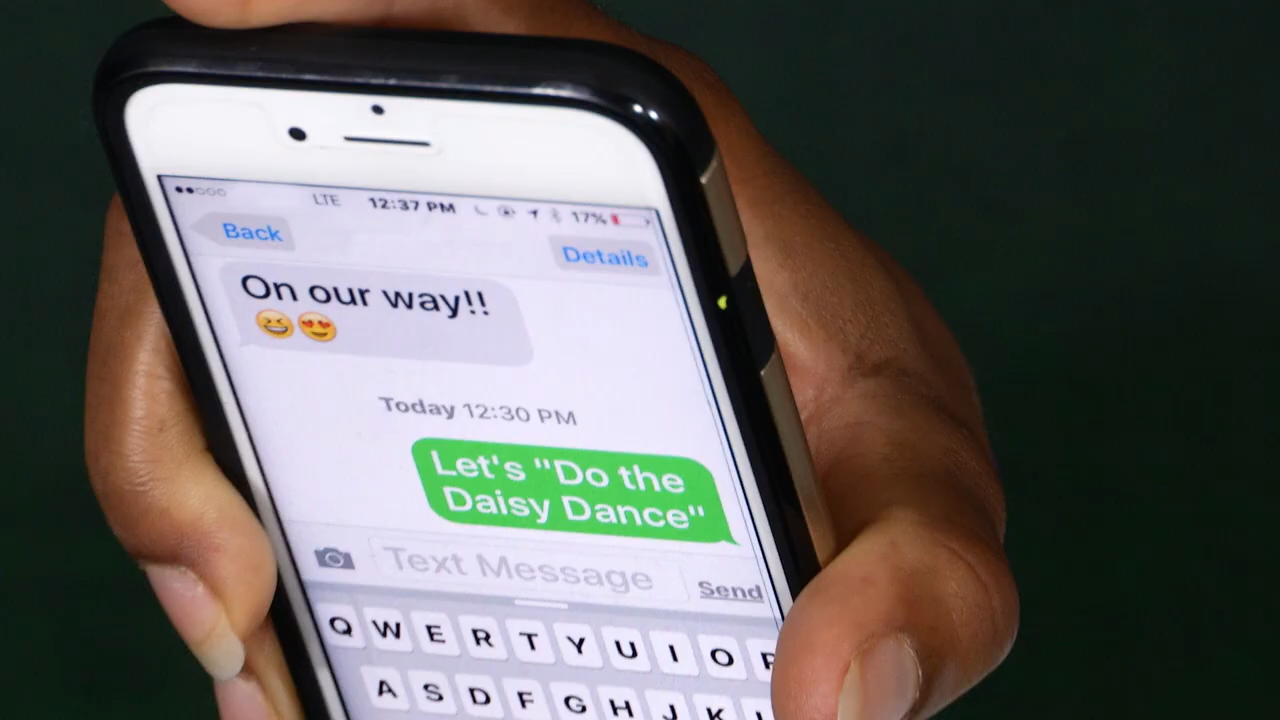 LTE 12:37 PM 17%
Back Details
On our way!!
😆😍
Today 12:30 PM
Let's "Do the
Daisy Dance"
Text Message Send
Q W E R T Y U I O P
A S D F G H J K